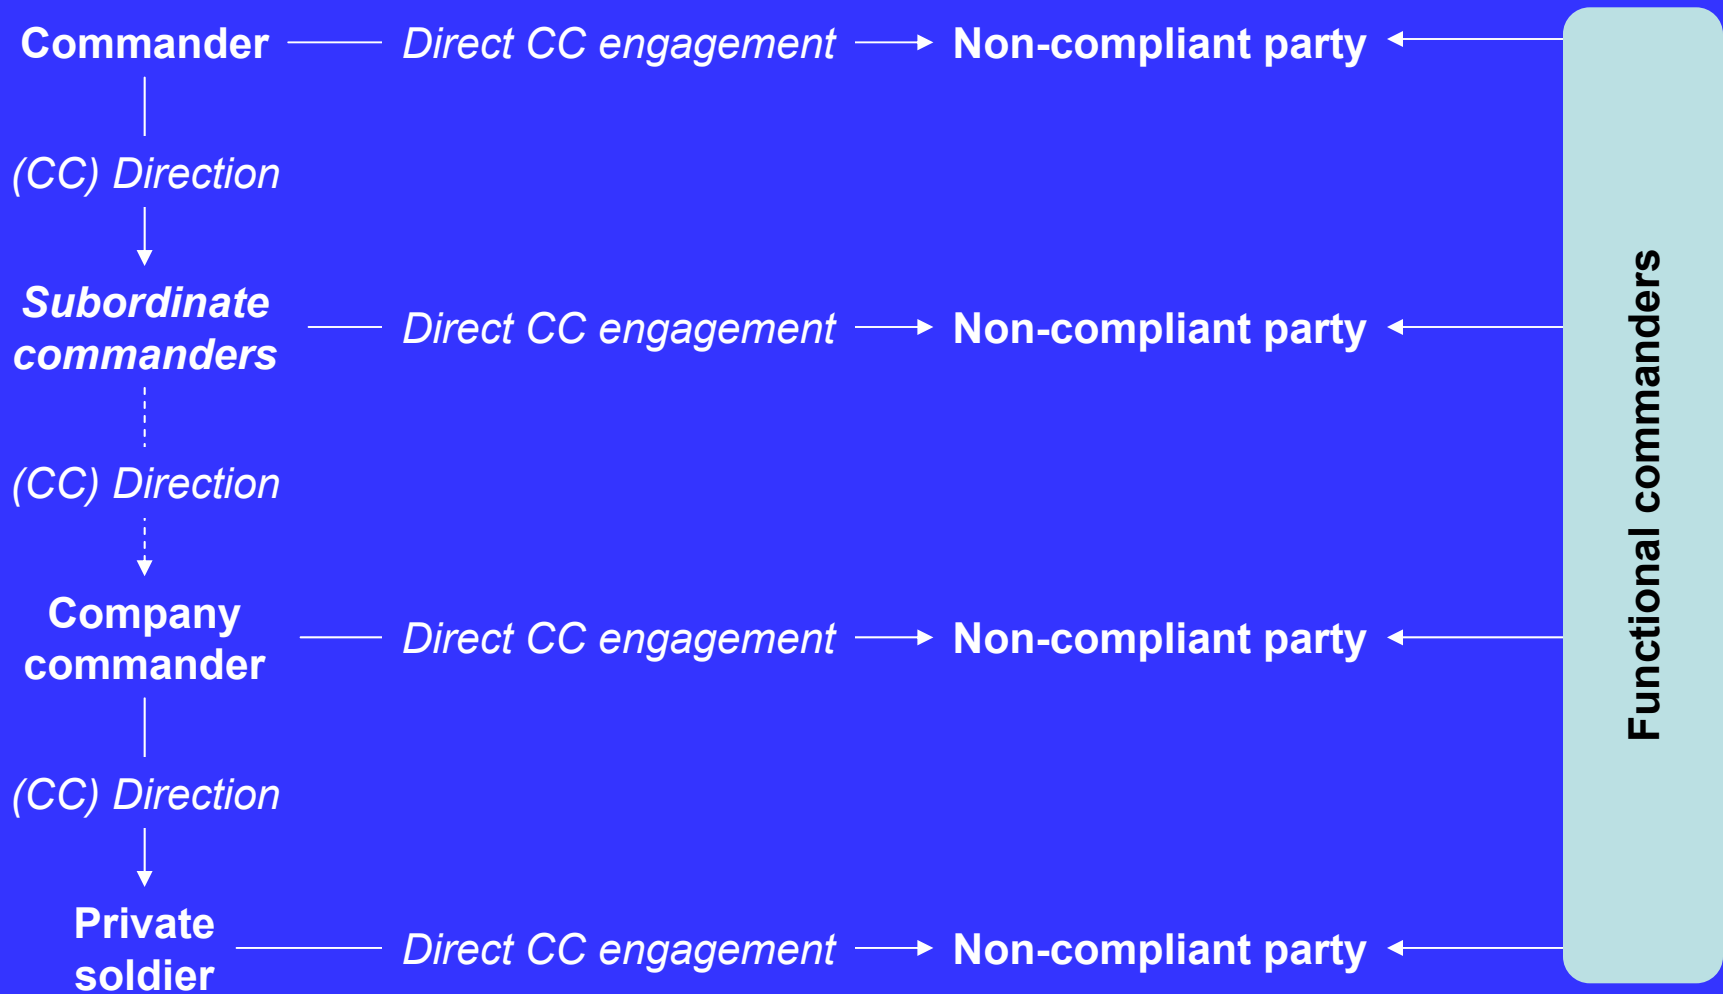 Commander
Direct CC engagement
Non-compliant party
(CC) Direction
Subordinate
commanders
Direct CC engagement
Non-compliant party
(CC) Direction
Company
commander
Direct CC engagement
Non-compliant party
(CC) Direction
Private
soldier
Direct CC engagement
Non-compliant party
Functional commanders